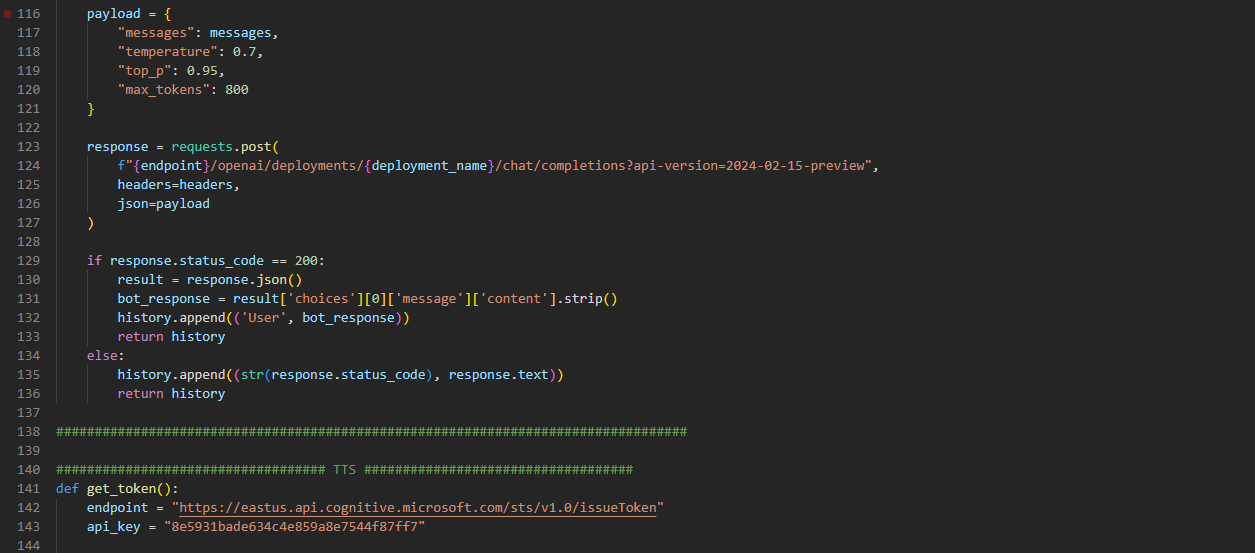 116 payload = {
117 "messages": messages,
118 "temperature": 0.7,
119 "top_p": 0.95,
120 "max_tokens": 800
121 }
122
123 response = requests.post(
124 f"{endpoint}/openai/deployments/{deployment_name}/chat/completions?api-version=2024-02-15-preview",
125 headers=headers,
126 json=payload
127 )
128
129 if response.status_code == 200:
130 result = response.json()
131 bot_response = result['choices'][0]['message']['content'].strip()
132 history.append(('User', bot_response))
133 return history
134 else:
135 history.append((str(response.status_code), response.text))
136 return history
137
138 ##################################################################################
139
140 ################################### TTS ###################################
141 def get_token():
142 endpoint = "https://eastus.api.cognitive.microsoft.com/sts/v1.0/issueToken"
143 api_key = "8e5931bade634c4e859a8e7544f87ff7"
144